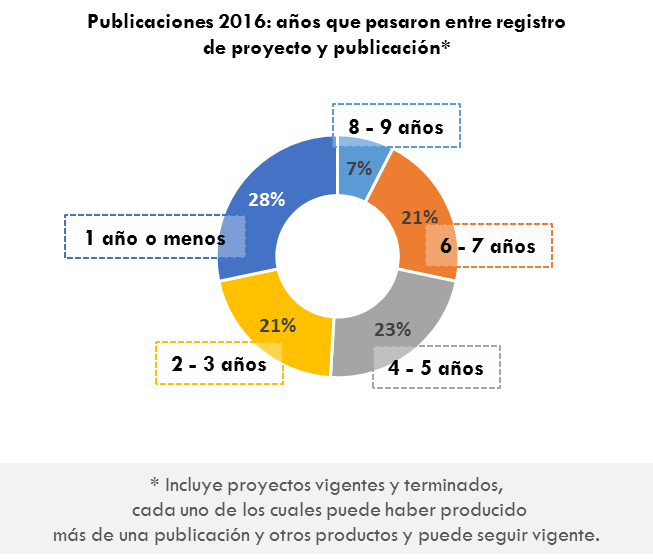 Publicaciones 2016: años que pasaron entre registro
de proyecto y publicación*
8 - 9 años
7%
28%
21%
1 año o menos
6 - 7 años
21%
23%
2 - 3 años
4 - 5 años
* Incluye proyectos vigentes y terminados,
cada uno de los cuales puede haber producido
más de una publicación y otros productos y puede seguir vigente.